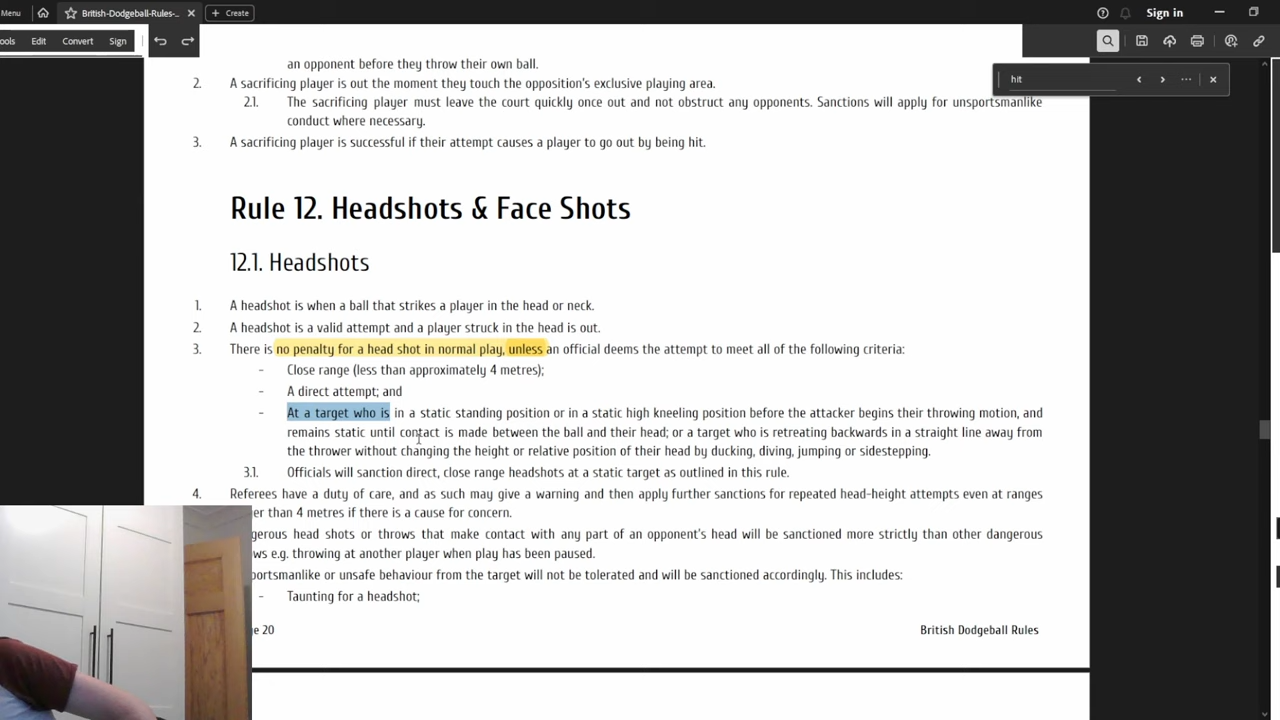 Menu
British-Dodgeball-Rules-...
Create
Sign in
ools Edit Convert Sign
hit
an opponent before they throw their own ball.
2. A sacrificing player is out the moment they touch the opposition's exclusive playing area.
2.1. The sacrificing player must leave the court quickly once out and not obstruct any opponents. Sanctions will apply for unsportsmanlike
conduct where necessary.
3. A sacrificing player is successful if their attempt causes a player to go out by being hit.
Rule 12. Headshots & Face Shots
12.1. Headshots
1. A headshot is when a ball that strikes a player in the head or neck.
2. A headshot is a valid attempt and a player struck in the head is out.
3. There is no penalty for a head shot in normal play, unless an official deems the attempt to meet all of the following criteria:
- Close range (less than approximately 4 metres);
- A direct attempt; and
- At a target who is in a static standing position or in a static high kneeling position before the attacker begins their throwing motion, and
remains static until contact is made between the ball and their head; or a target who is retreating backwards in a straight line away from
the thrower without changing the height or relative position of their head by ducking, diving, jumping or sidestepping.
3.1. Officials will sanction direct, close range headshots at a static target as outlined in this rule.
4. Referees have a duty of care, and as such may give a warning and then apply further sanctions for repeated head-height attempts even at ranges
er than 4 metres if there is a cause for concern.
gerous head shots or throws that make contact with any part of an opponent's head will be sanctioned more strictly than other dangerous
ws e.g. throwing at another player when play has been paused.
portsmanlike or unsafe behaviour from the target will not be tolerated and will be sanctioned accordingly. This includes:
- Taunting for a headshot;
e 20
British Dodgeball Rules